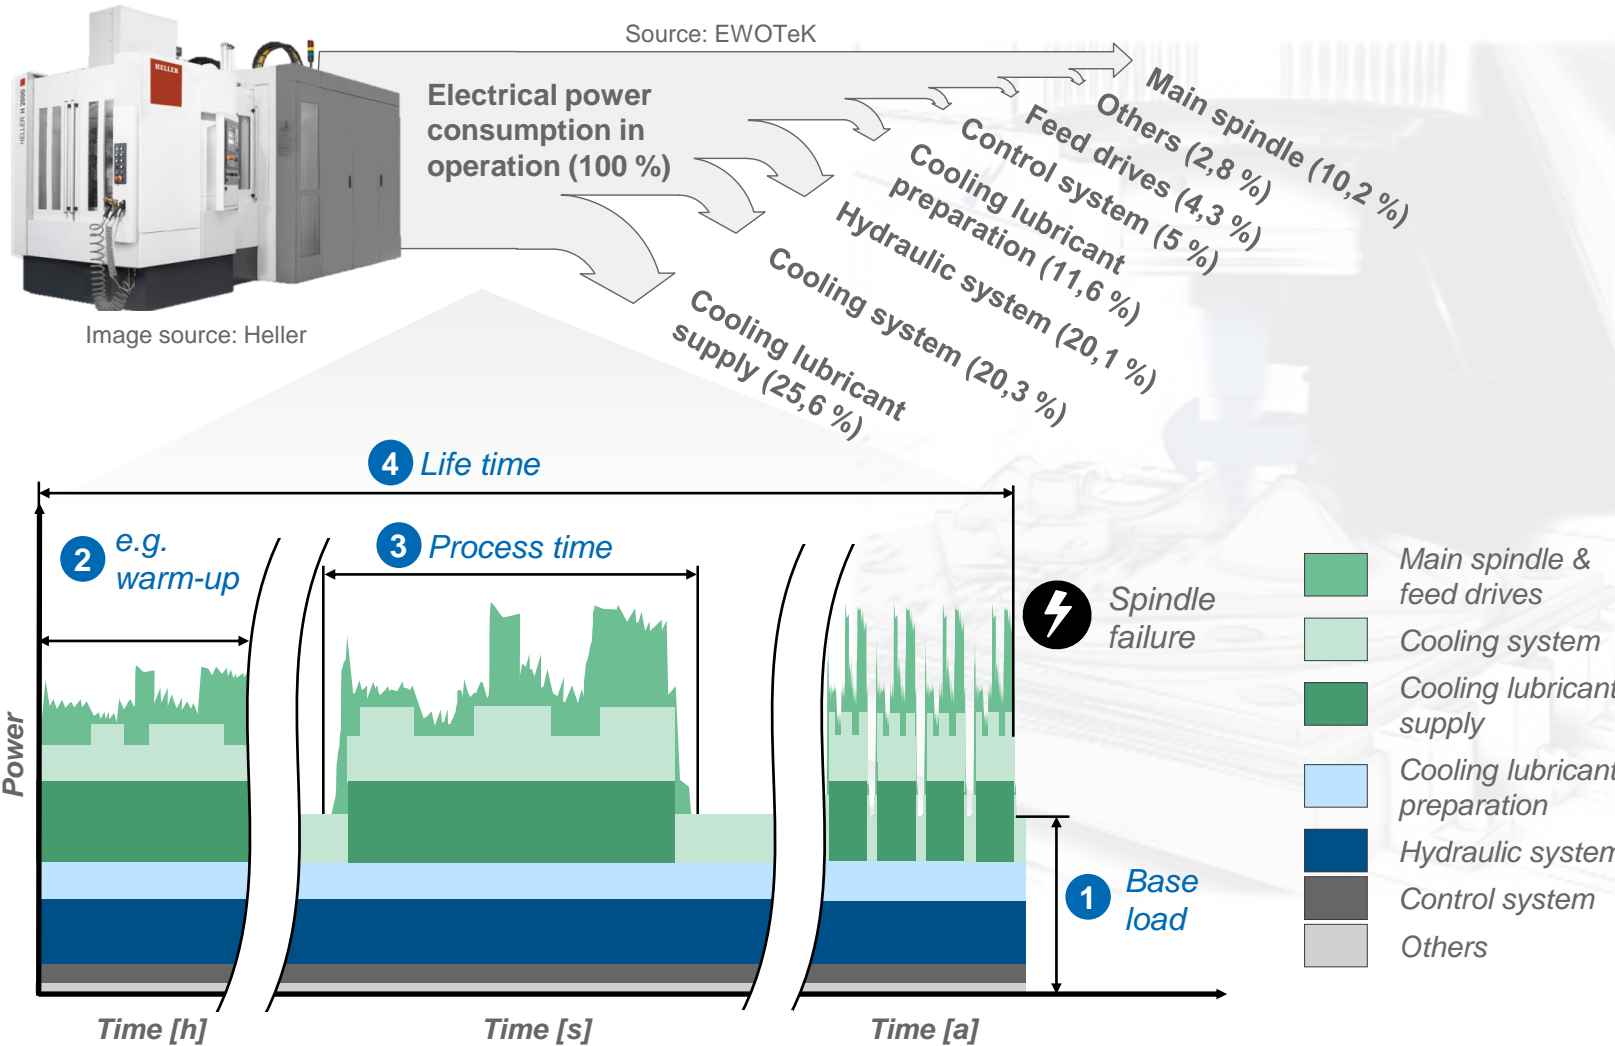 Source: EWOTeK
HELLER
HELLER H 2000
Electrical power
consumption in
operation (100 %)
Main spindle (10,2 %)
Others (2,8 %)
Feed drives (4,3 %)
Control system (5 %)
Cooling lubricant
preparation (11,6 %)
Hydraulic system (20,1 %)
Cooling system (20,3 %)
Cooling lubricant
supply (25,6 %)
Image source: Heller
4 Life time
2 e.g.
warm-up
3 Process time
Spindle
failure
1 Base
load
Power
Time [h]
Time [s]
Time [a]
Main spindle &
feed drives
Cooling system
Cooling lubricant
supply
Cooling lubricant
preparation
Hydraulic system
Control system
Others